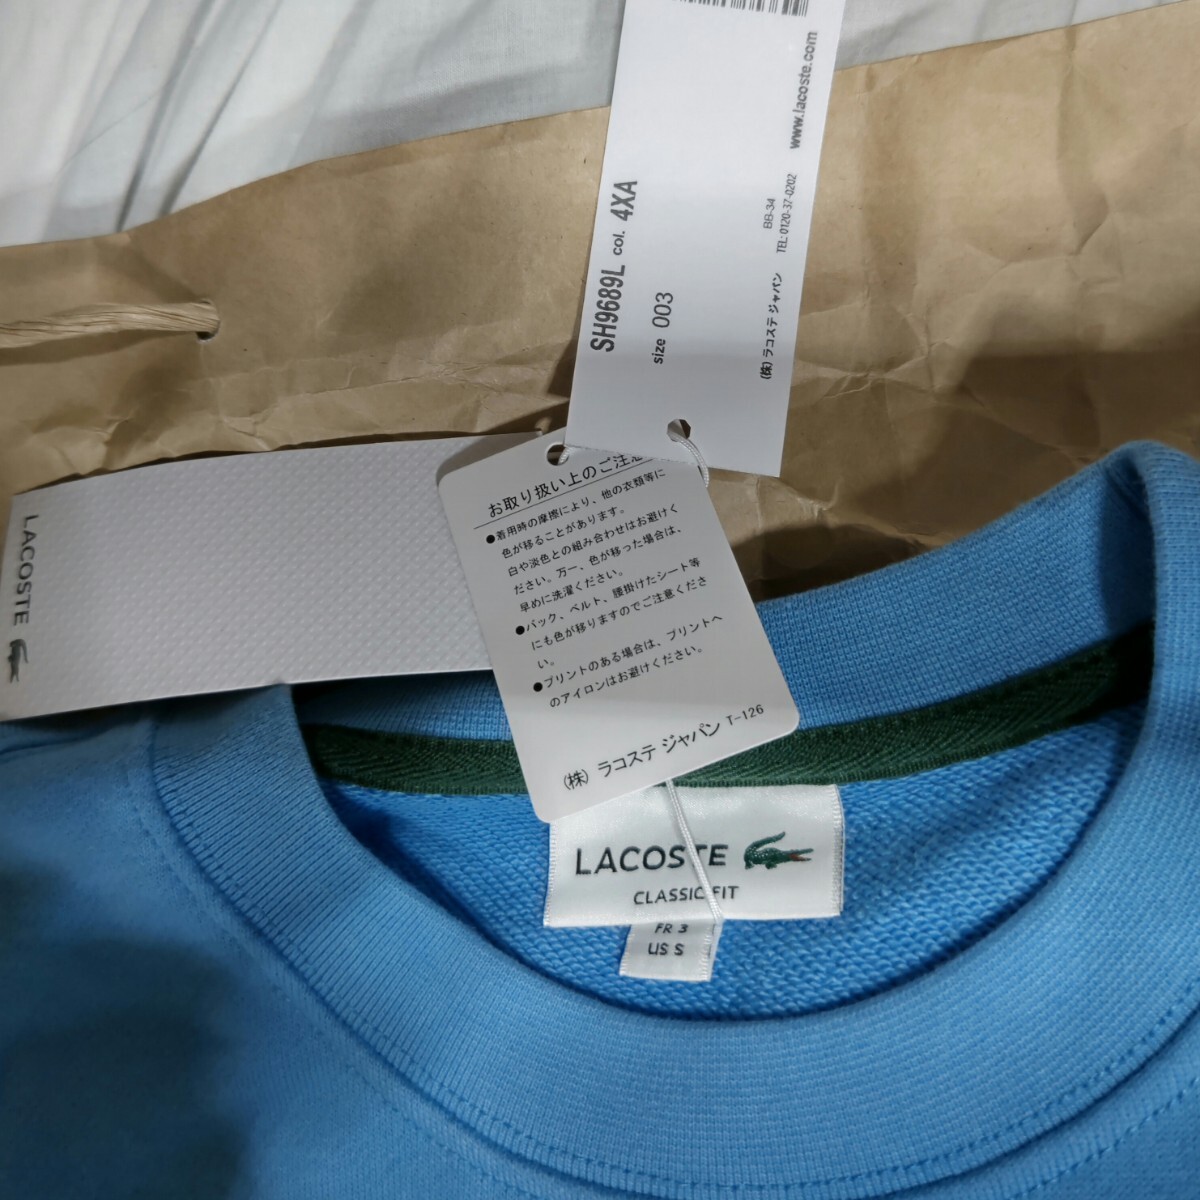 www.lacoste.com
SH9689L col. 4XA
size 003
BB-34
(株) ラコステ ジャパン TEL: 0120-37-0202
お取り扱い上のご注意
●着用時の摩擦により、他の衣類等に
色が移ることがあります。
白や淡色との組み合わせはお避けく
ださい。万一、色が移った場合は、
早めに洗濯ください。
●バック、ベルト、腰掛けたシート等
にも色が移りますのでご注意くださ
い。
●プリントのある場合は、プリントへ
のアイロンはお避けください。
(株) ラコステ ジャパン T-126
LACOSTE
LACOSTE
CLASSIC FIT
FR 3
US S